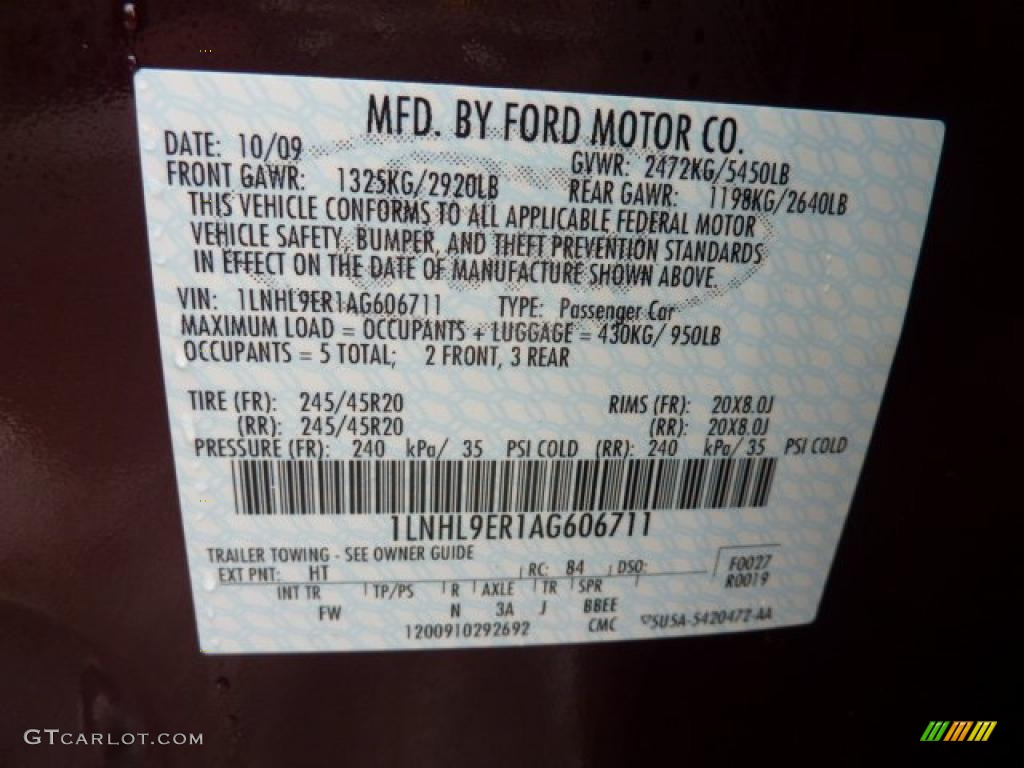 MFD. BY FORD MOTOR CO.
DATE: 10/09 GVWR: 2472KG/5450LB
FRONT GAWR: 1325KG/2920LB REAR GAWR: 1198KG/2640LB
THIS VEHICLE CONFORMS TO ALL APPLICABLE FEDERAL MOTOR
VEHICLE SAFETY, BUMPER, AND THEFT PREVENTION STANDARDS
IN EFFECT ON THE DATE OF MANUFACTURE SHOWN ABOVE.
VIN: 1LNHL9ER1AG606711 TYPE: Passenger Car
MAXIMUM LOAD = OCCUPANTS + LUGGAGE = 430KG/ 950LB
OCCUPANTS = 5 TOTAL; 2 FRONT, 3 REAR
TIRE (FR): 245/45R20 RIMS (FR): 20X8.0J
(RR): 245/45R20 (RR): 20X8.0J
PRESSURE (FR): 240 kPa/ 35 PSI COLD (RR): 240 kPa/ 35 PSI COLD
1LNHL9ER1AG606711
TRAILER TOWING - SEE OWNER GUIDE
EXT PNT: HT RC: 84 DSO: F0027
INT TR TP/PS R AXLE TR SPR R0019
FW N 3A J BBEE
1200910292692 CMC 5U5A-5420472-AA
GTCARLOT.COM